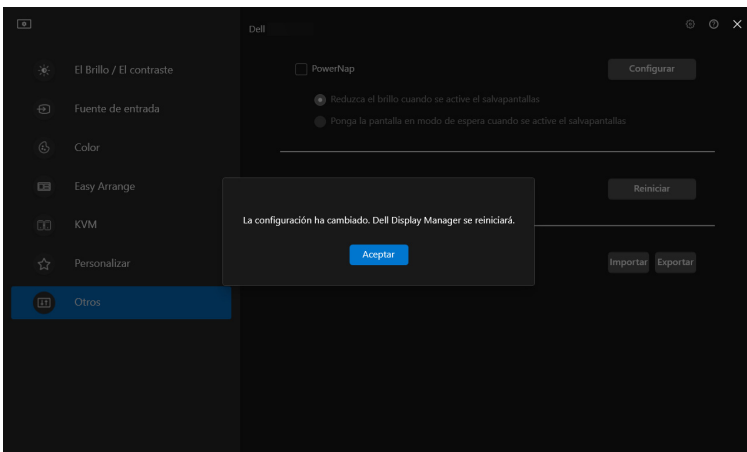 Dell
El Brillo / El contraste
Fuente de entrada
Color
Easy Arrange
KVM
Personalizar
Otros
PowerNap
Configurar
Reduzca el brillo cuando se active el salvapantallas
Ponga la pantalla en modo de espera cuando se active el salvapantallas
Reiniciar
La configuración ha cambiado. Dell Display Manager se reiniciará.
Aceptar
Importar Exportar